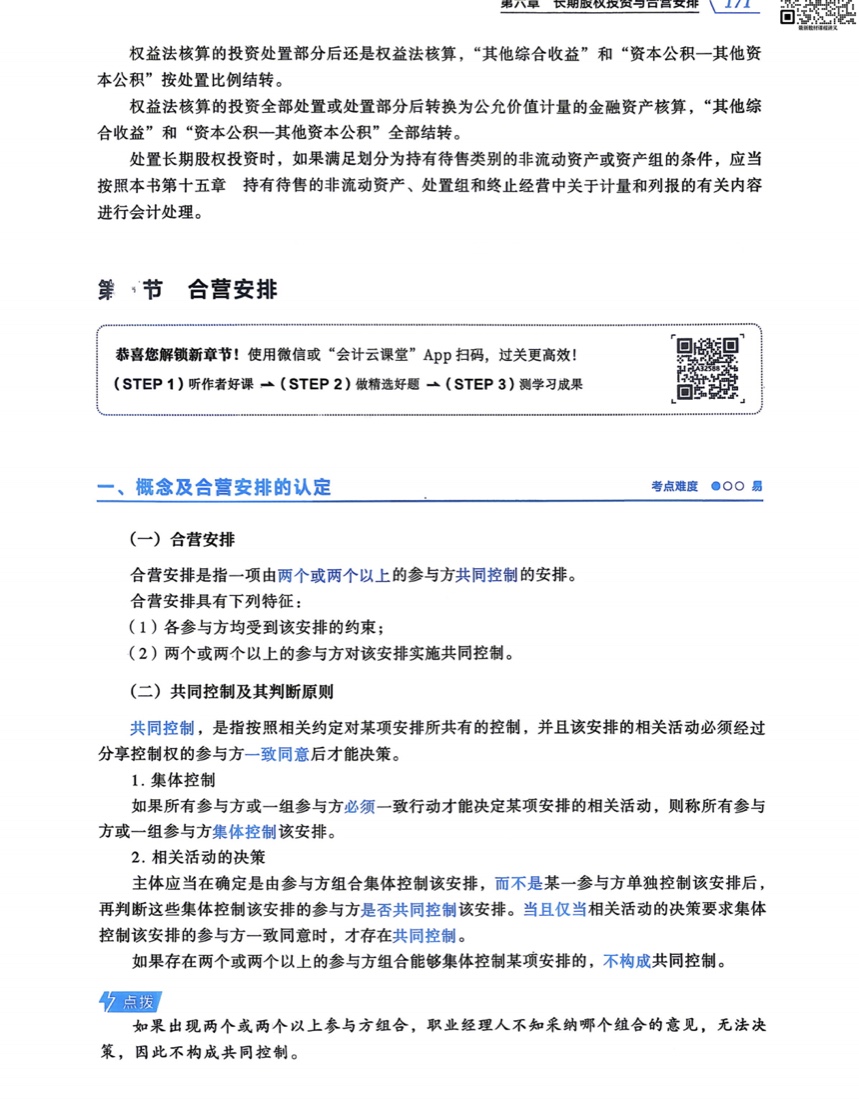 第六章 长期股权投资与合营安排 171
权益法核算的投资处置部分后还是权益法核算，“其他综合收益”和“资本公积—其他资
本公积”按处置比例结转。
权益法核算的投资全部处置或处置部分后转换为公允价值计量的金融资产核算，“其他综
合收益”和“资本公积—其他资本公积”全部结转。
处置长期股权投资时，如果满足划分为持有待售类别的非流动资产或资产组的条件，应当
按照本书第十五章 持有待售的非流动资产、处置组和终止经营中关于计量和列报的有关内容
进行会计处理。
第 节 合营安排
恭喜您解锁新章节！使用微信或“会计云课堂”App 扫码，过关更高效！
（STEP 1）听作者好课 ⇀（STEP 2）做精选好题 ⇀（STEP 3）测学习成果
一、概念及合营安排的认定 考点难度 ●○○ 易
（一）合营安排
合营安排是指一项由两个或两个以上的参与方共同控制的安排。
合营安排具有下列特征：
（1）各参与方均受到该安排的约束；
（2）两个或两个以上的参与方对该安排实施共同控制。
（二）共同控制及其判断原则
共同控制，是指按照相关约定对某项安排所共有的控制，并且该安排的相关活动必须经过
分享控制权的参与方一致同意后才能决策。
1. 集体控制
如果所有参与方或一组参与方必须一致行动才能决定某项安排的相关活动，则称所有参与
方或一组参与方集体控制该安排。
2. 相关活动的决策
主体应当在确定是由参与方组合集体控制该安排，而不是某一参与方单独控制该安排后，
再判断这些集体控制该安排的参与方是否共同控制该安排。当且仅当相关活动的决策要求集体
控制该安排的参与方一致同意时，才存在共同控制。
如果存在两个或两个以上的参与方组合能够集体控制某项安排的，不构成共同控制。
点拨
如果出现两个或两个以上参与方组合，职业经理人不知采纳哪个组合的意见，无法决
策，因此不构成共同控制。